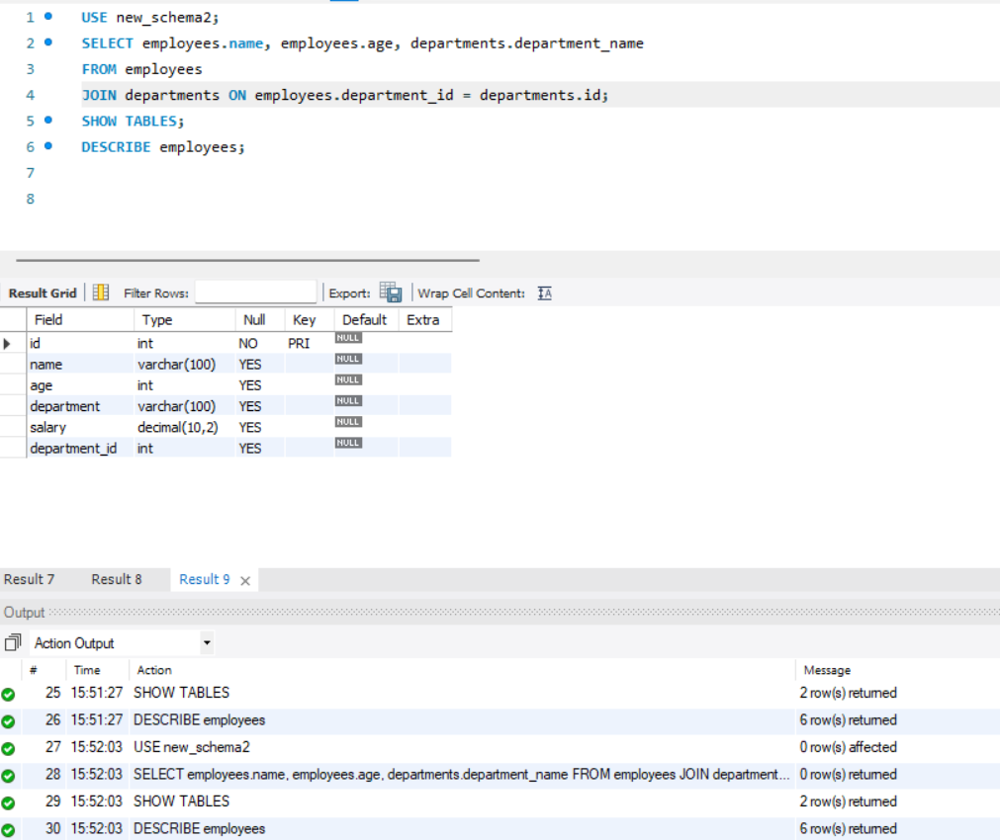 1 USE new_schema2;
2 SELECT employees.name, employees.age, departments.department_name
3 FROM employees
4 JOIN departments ON employees.department_id = departments.id;
5 SHOW TABLES;
6 DESCRIBE employees;
7
8
Result Grid Filter Rows: Export: Wrap Cell Content: IA
Field Type Null Key Default Extra
id int NO PRI NULL
name varchar(100) YES NULL
age int YES NULL
department varchar(100) YES NULL
salary decimal(10,2) YES NULL
department_id int YES NULL
Result 7 Result 8 Result 9
Output
Action Output
# Time Action Message
25 15:51:27 SHOW TABLES 2 row(s) returned
26 15:51:27 DESCRIBE employees 6 row(s) returned
27 15:52:03 USE new_schema2 0 row(s) affected
28 15:52:03 SELECT employees.name, employees.age, departments.department_name FROM employees JOIN department... 0 row(s) returned
29 15:52:03 SHOW TABLES 2 row(s) returned
30 15:52:03 DESCRIBE employees 6 row(s) returned